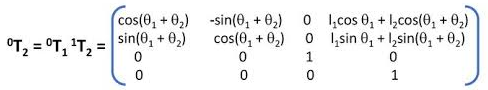 cos(θ₁ + θ₂) -sin(θ₁ + θ₂) 0 l₁cos θ₁ + l₂cos(θ₁ + θ₂)
⁰T₂ = ⁰T₁ ¹T₂ = sin(θ₁ + θ₂) cos(θ₁ + θ₂) 0 l₁sin θ₁ + l₂sin(θ₁ + θ₂)
0 0 1 0
0 0 0 1